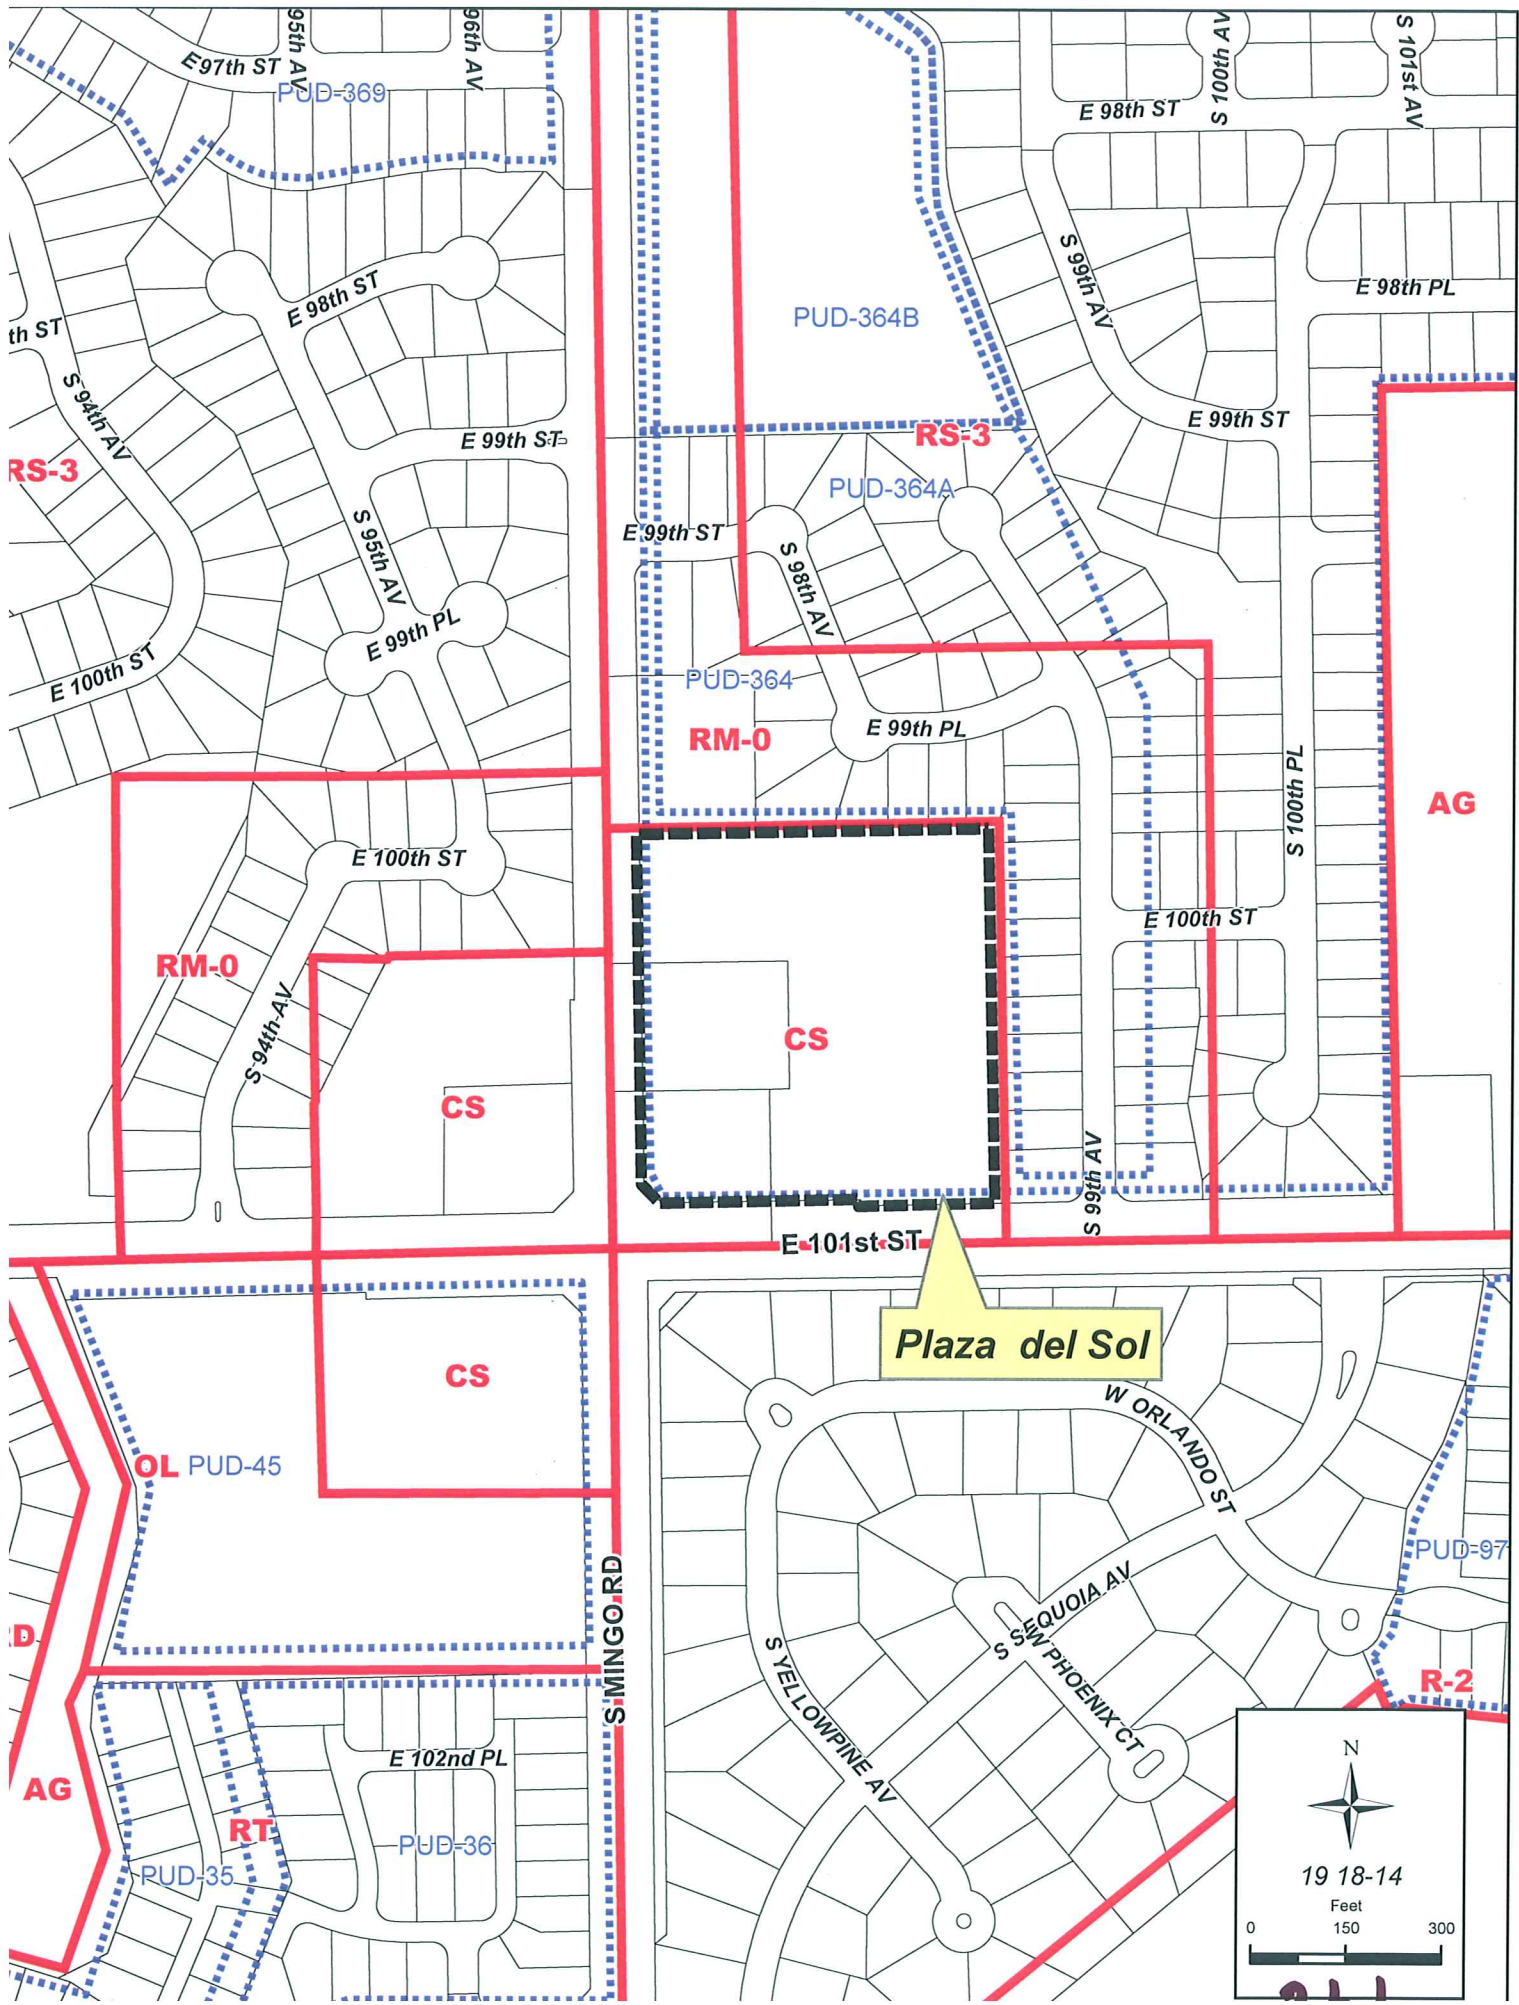 95th AV
96th AV
E 97th ST
PUD-369
S 100th AV
S 101st AV
E 98th ST
S 99th AV
E 98th ST
E 98th PL
PUD-364B
th ST
S 94th AV
E 99th ST
E 99th ST
RS-3
RS-3
PUD-364A
E 99th ST
S 95th AV
S 98th AV
E 99th PL
E 100th ST
PUD-364
RM-0
E 99th PL
S 100th PL
AG
E 100th ST
E 100th ST
RM-0
S 94th AV
CS
CS
S 99th AV
E 101st ST
Plaza del Sol
CS
W ORLANDO ST
OL PUD-45
PUD-97
S MINGO RD
S SEQUOIA AV
W PHOENIX CT
S YELLOWPINE AV
RD
R-2
AG
E 102nd PL
RT
PUD-36
PUD-35
N
19 18-14
Feet
0 150 300